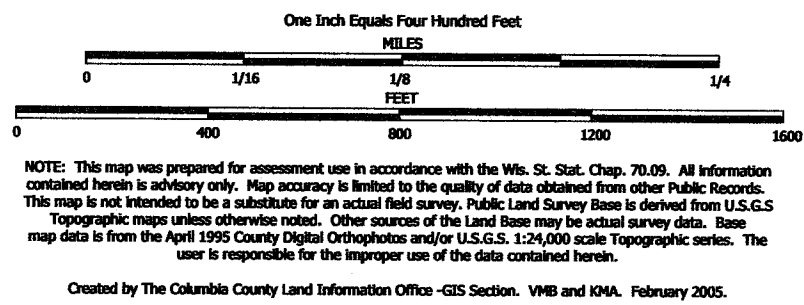 One Inch Equals Four Hundred Feet
MILES
0 1/16 1/8 1/4
FEET
0 400 800 1200 1600
NOTE: This map was prepared for assessment use in accordance with the Wis. St. Stat. Chap. 70.09. All information
contained herein is advisory only. Map accuracy is limited to the quality of data obtained from other Public Records.
This map is not intended to be a substitute for an actual field survey. Public Land Survey Base is derived from U.S.G.S
Topographic maps unless otherwise noted. Other sources of the Land Base may be actual survey data. Base
map data is from the April 1995 County Digital Orthophotos and/or U.S.G.S. 1:24,000 scale Topographic series. The
user is responsible for the improper use of the data contained herein.
Created by The Columbia County Land Information Office -GIS Section. VMB and KMA. February 2005.